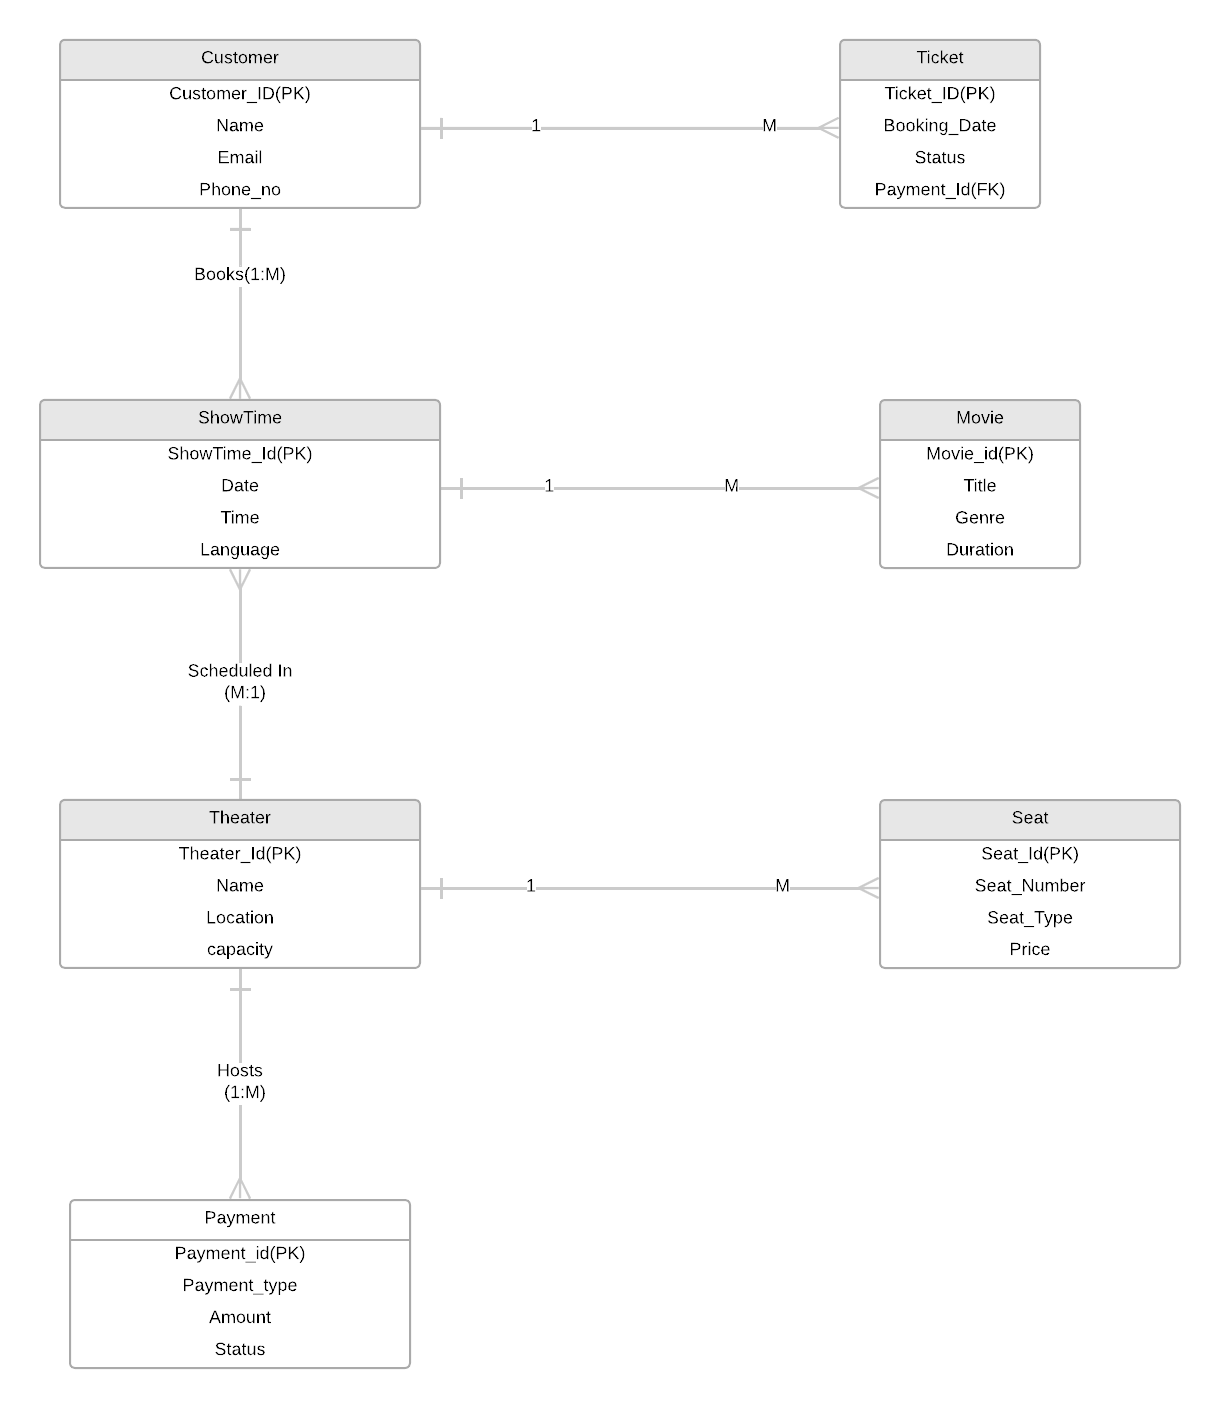 Customer
Customer_ID(PK)
Name
Email
Phone_no
1
M
Ticket
Ticket_ID(PK)
Booking_Date
Status
Payment_Id(FK)
Books(1:M)
ShowTime
ShowTime_Id(PK)
Date
Time
Language
1
M
Movie
Movie_id(PK)
Title
Genre
Duration
Scheduled In
(M:1)
Theater
Theater_Id(PK)
Name
Location
capacity
1
M
Seat
Seat_Id(PK)
Seat_Number
Seat_Type
Price
Hosts
(1:M)
Payment
Payment_id(PK)
Payment_type
Amount
Status